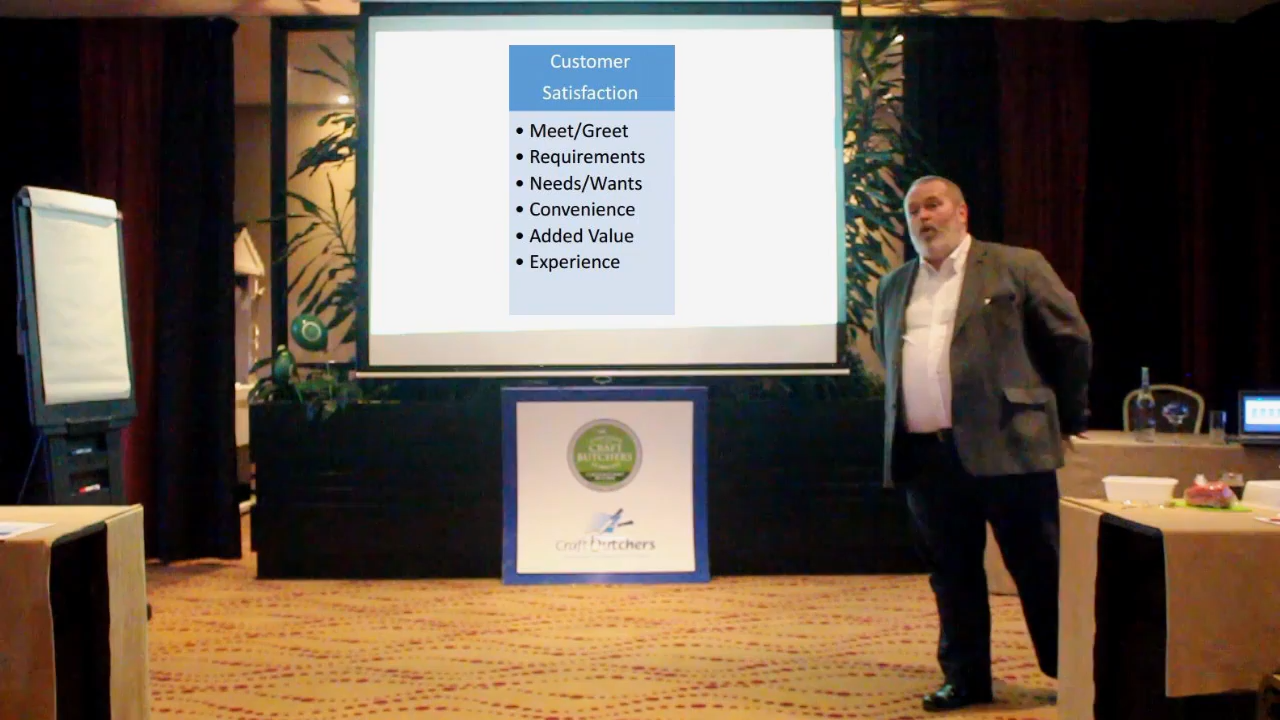 Customer
Satisfaction
• Meet/Greet
• Requirements
• Needs/Wants
• Convenience
• Added Value
• Experience
CRAFT
BUTCHERS
Craft Butchers